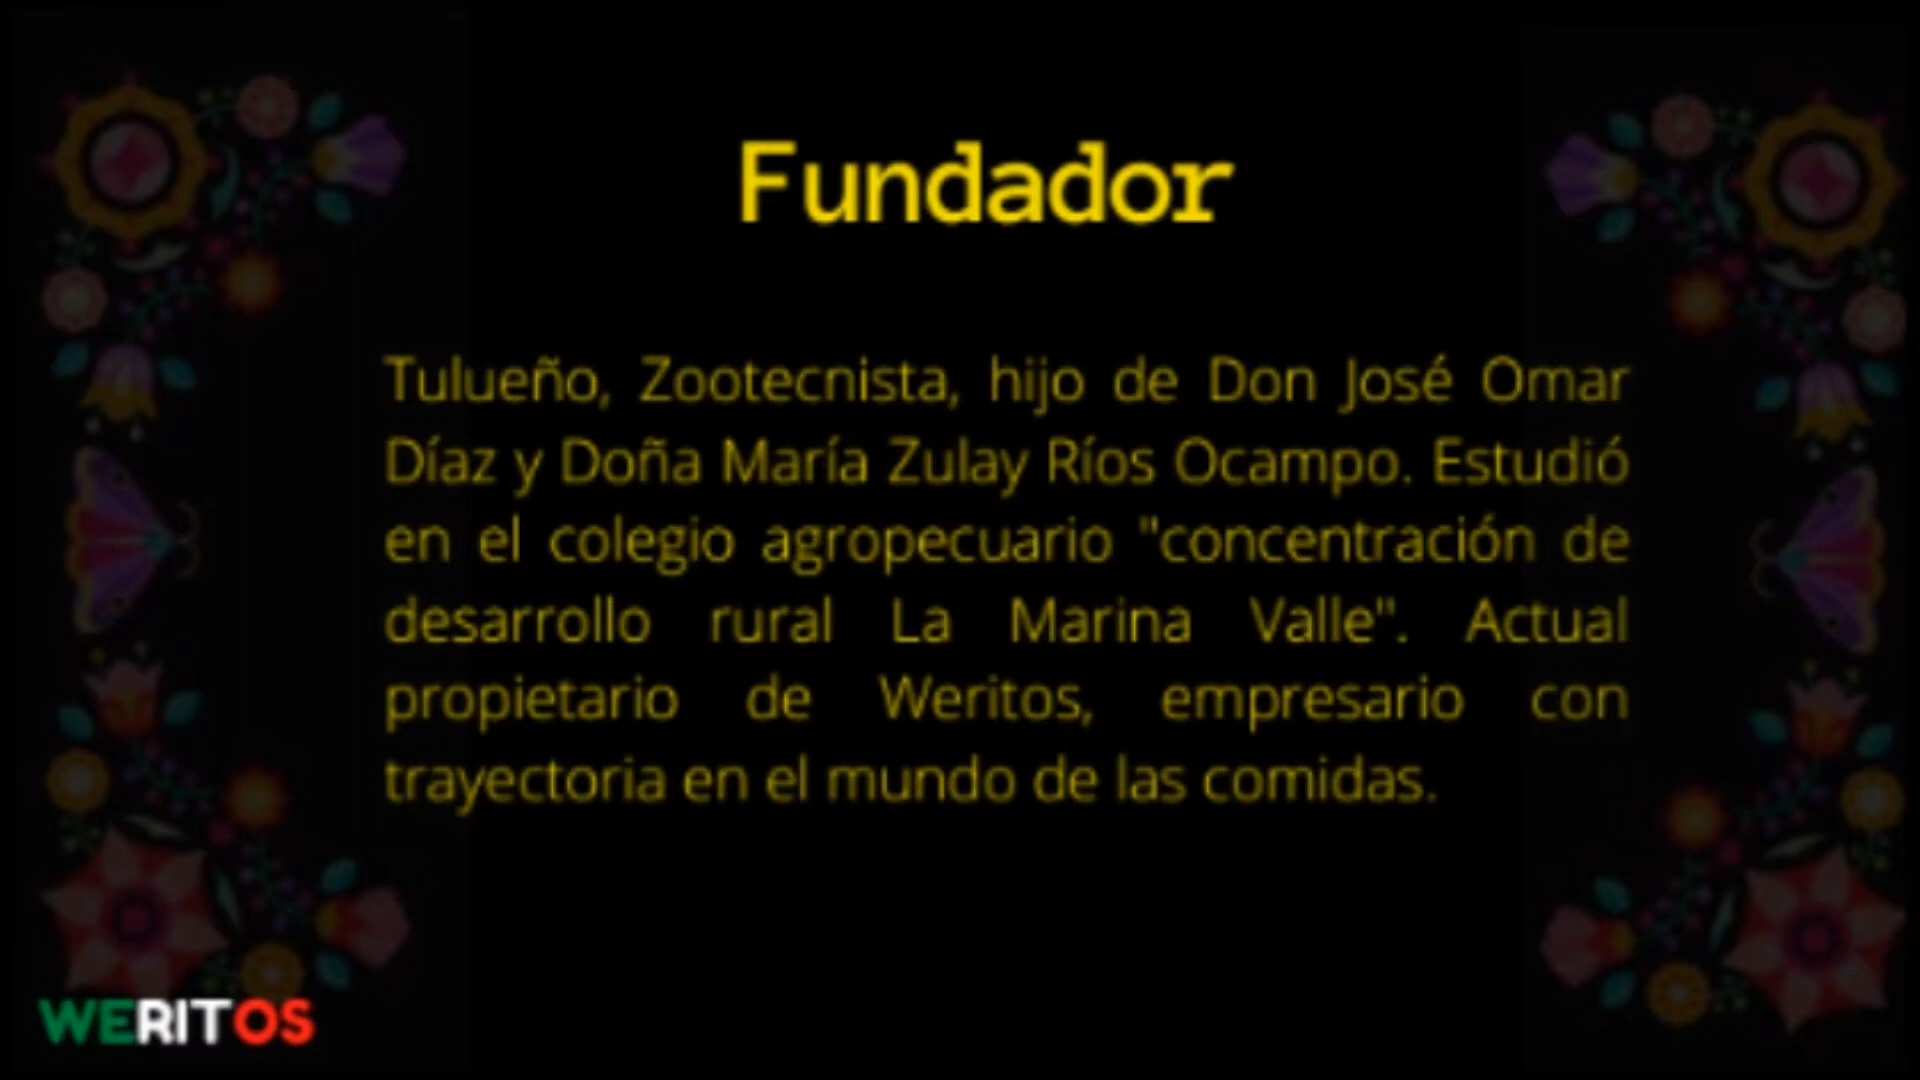 Fundador
Tulueño, Zootecnista, hijo de Don José Omar
Díaz y Doña María Zulay Ríos Ocampo. Estudió
en el colegio agropecuario "concentración de
desarrollo rural La Marina Valle". Actual
propietario de Weritos, empresario con
trayectoria en el mundo de las comidas.
WERITOS